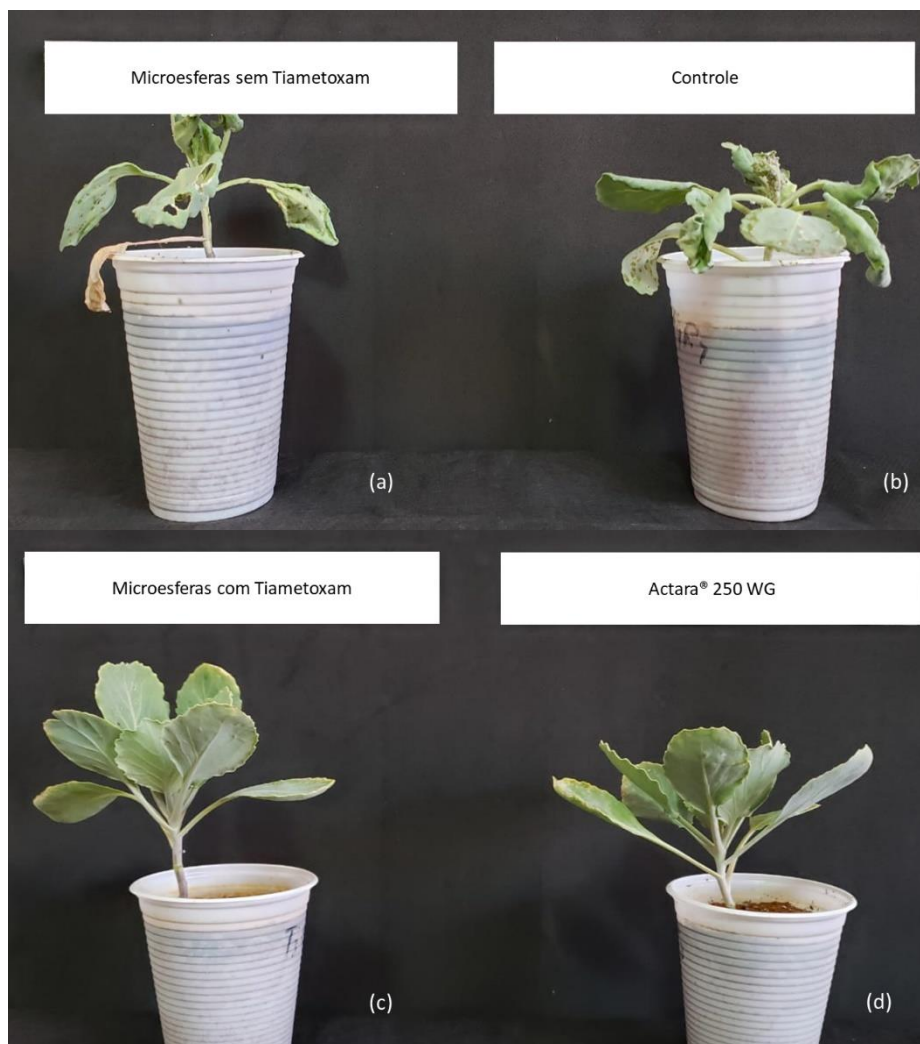 Microesferas sem Tiametoxam
Controle
(a)
(b)
Microesferas com Tiametoxam
Actara® 250 WG
(c)
(d)